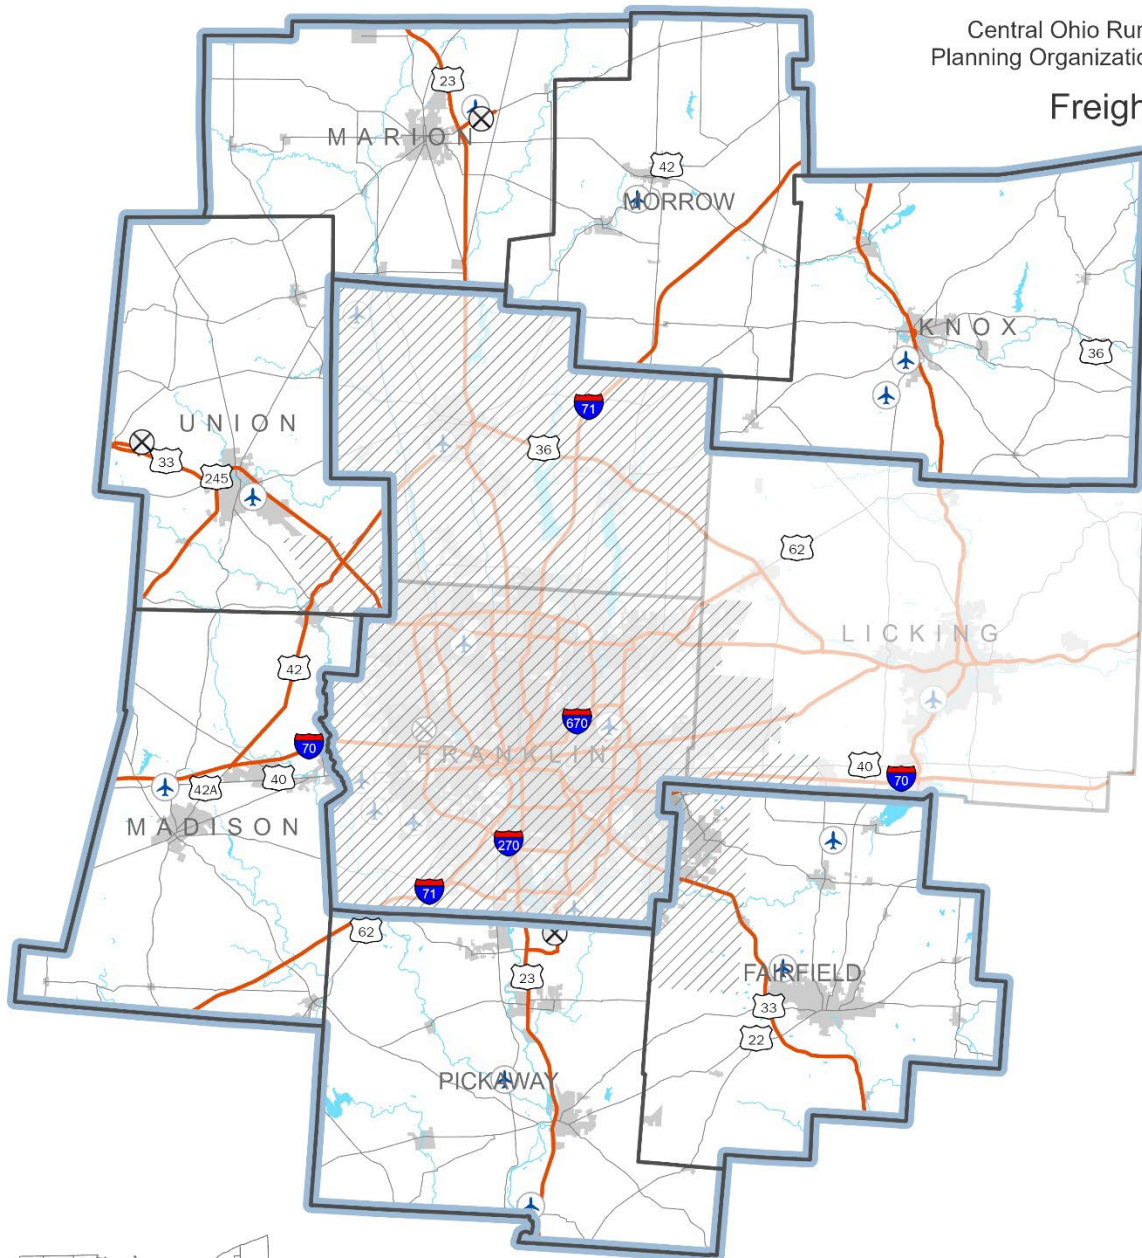 Central Ohio Rur
Planning Organizatio
Freigh
23
MARION
42
MORROW
KNOX
36
71
UNION
36
33
245
62
LICKING
42
670
70
FRANKLIN
40
70
40
42A
MADISON
270
71
62
23
FAIRFIELD
33
22
PICKAWAY